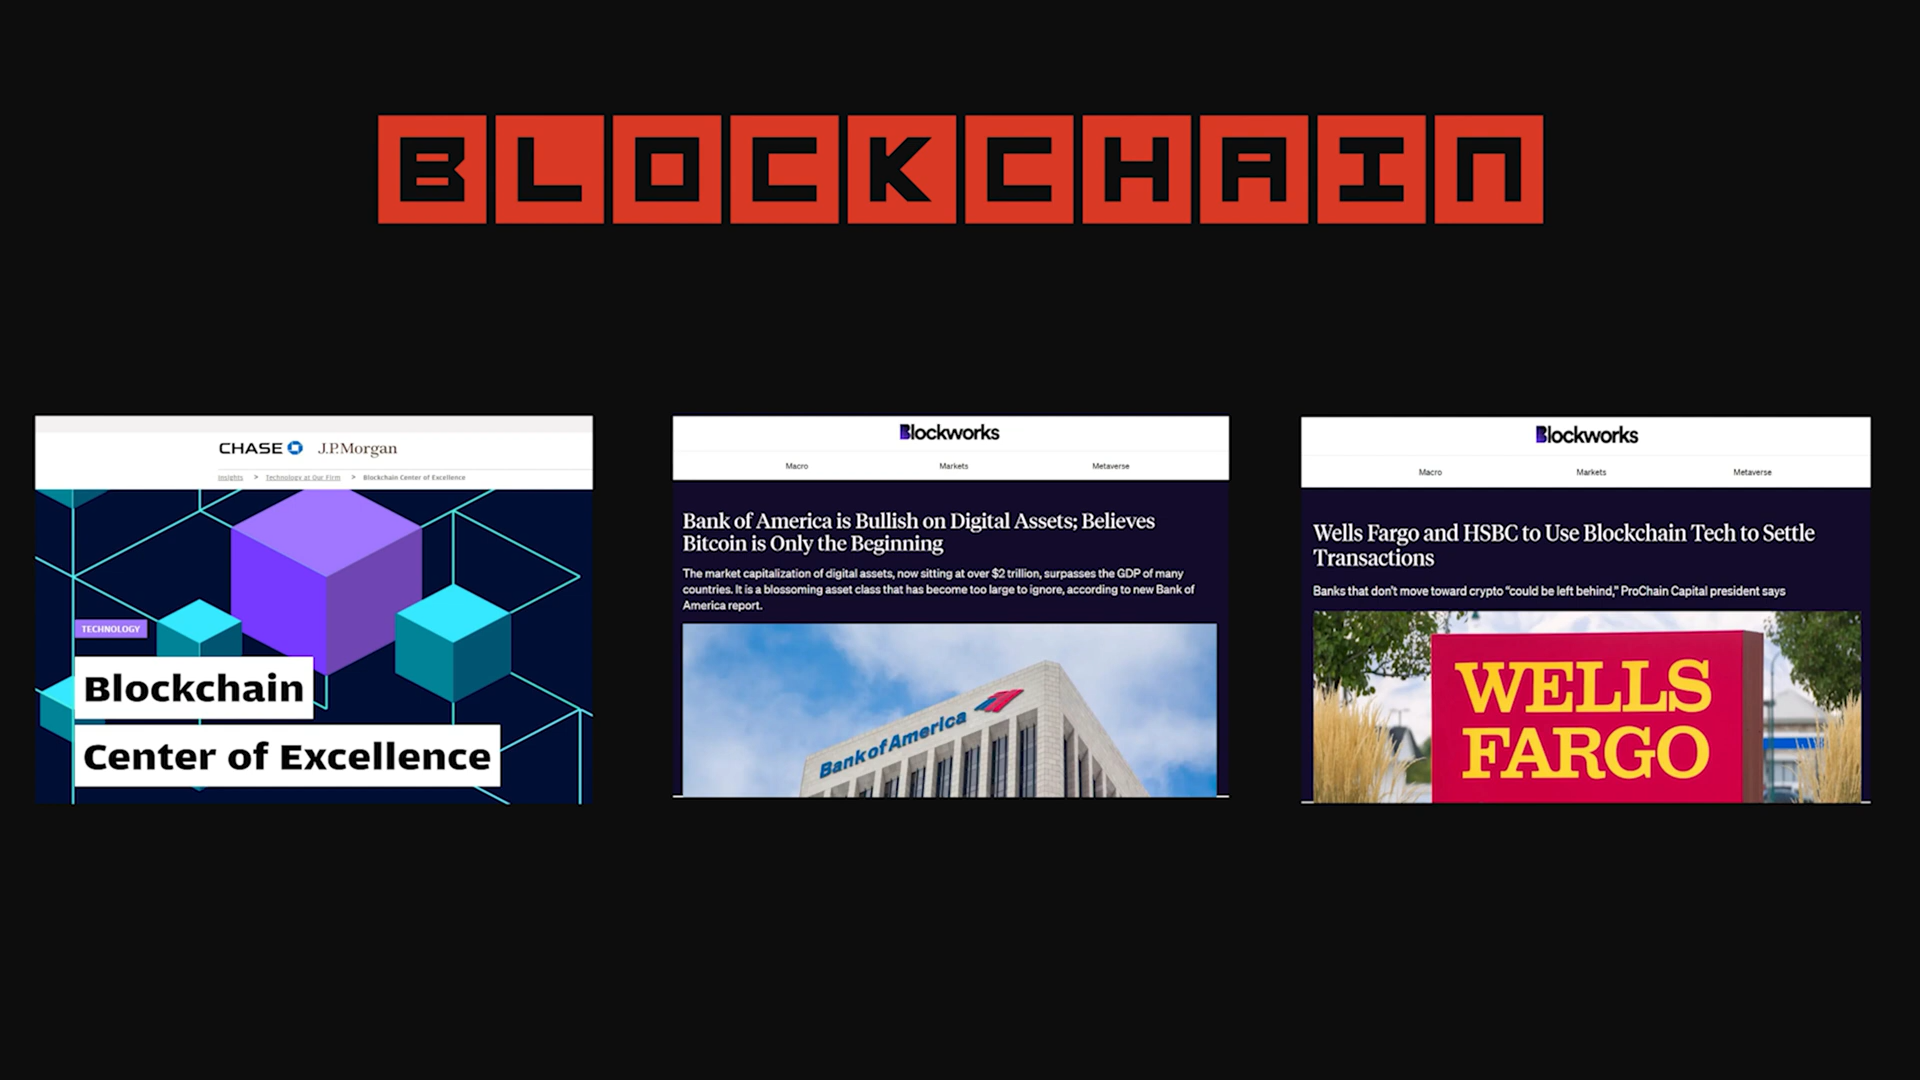 BLOCKCHAIN
CHASE J.P.Morgan
Insights > Technology at Our Firm > Blockchain Center of Excellence
TECHNOLOGY
Blockchain
Center of Excellence
Blockworks
Macro Markets Metaverse
Bank of America is Bullish on Digital Assets; Believes
Bitcoin is Only the Beginning
The market capitalization of digital assets, now sitting at over $2 trillion, surpasses the GDP of many
countries. It is a blossoming asset class that has become too large to ignore, according to new Bank of
America report.
Bank of America
Blockworks
Macro Markets Metaverse
Wells Fargo and HSBC to Use Blockchain Tech to Settle
Transactions
Banks that don't move toward crypto “could be left behind,” ProChain Capital president says
WELLS
FARGO